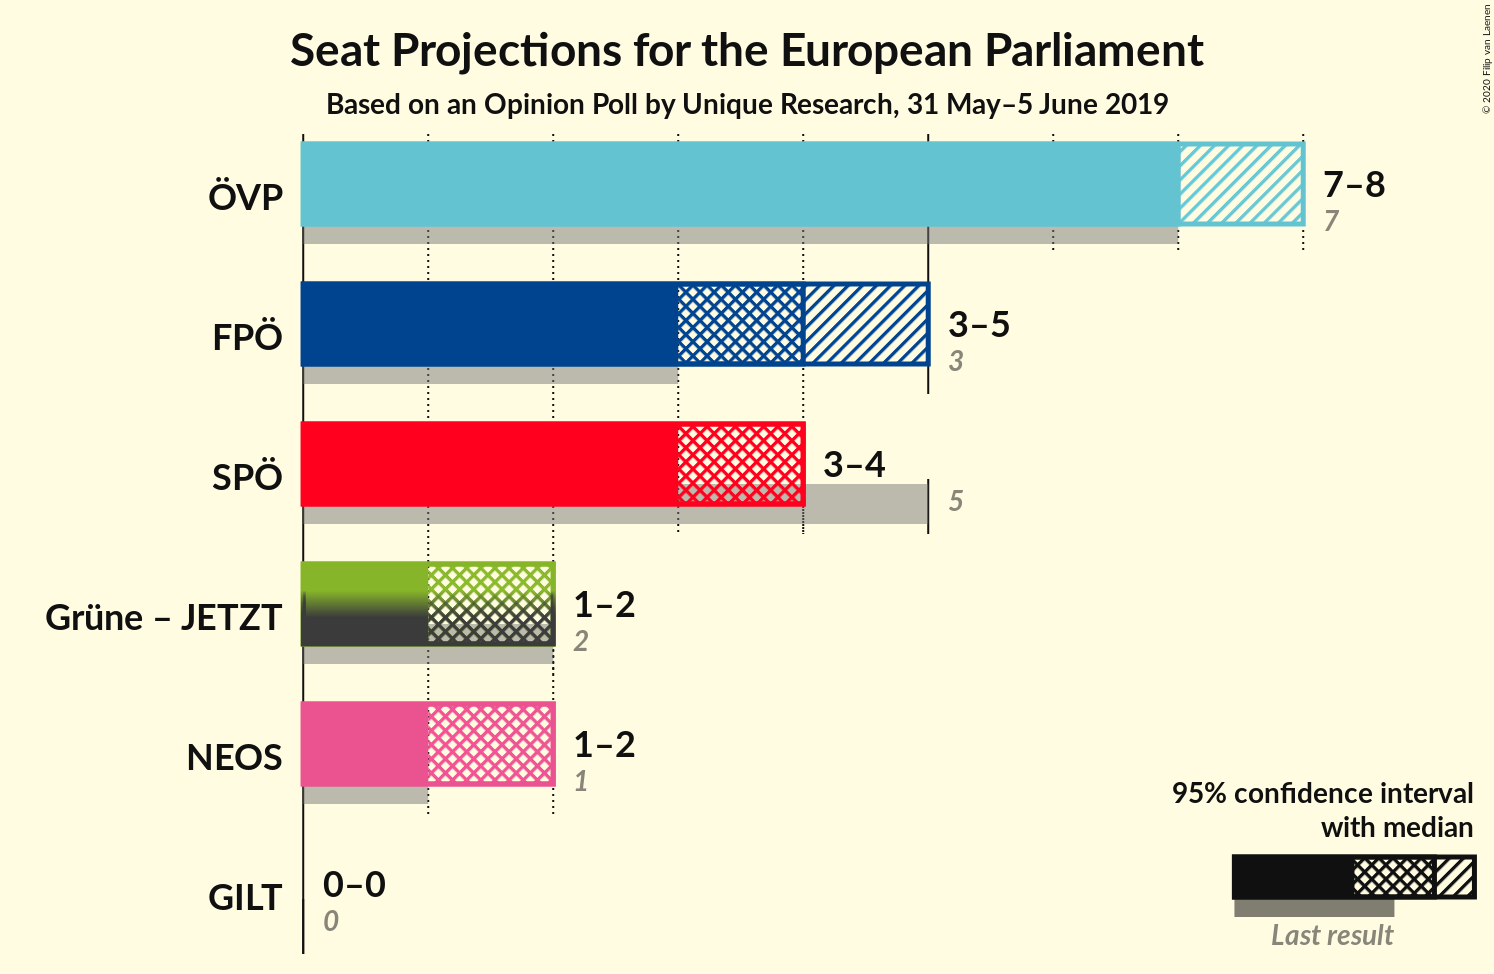 Seat Projections for the European Parliament
Based on an Opinion Poll by Unique Research, 31 May–5 June 2019
© 2020 Filip van Laenen
ÖVP
7–8
7
FPÖ
3–5
3
SPÖ
3–4
5
Grüne – JETZT
1–2
2
NEOS
1–2
1
GILT
0–0
0
95% confidence interval
with median
Last result